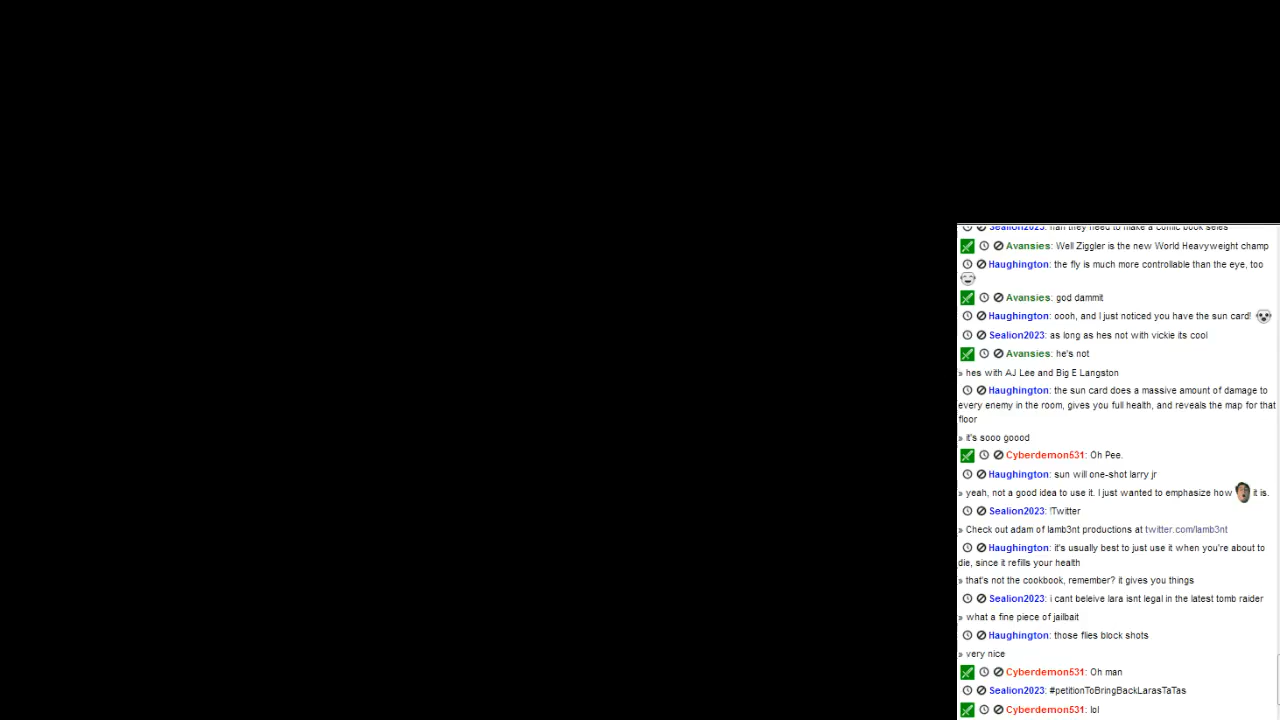 Sealion2023: nah they need to make a comic book seies
Avansies: Well Ziggler is the new World Heavyweight champ
Haughington: the fly is much more controllable than the eye, too
Avansies: god dammit
Haughington: oooh, and I just noticed you have the sun card!
Sealion2023: as long as hes not with vickie its cool
Avansies: he's not
» hes with AJ Lee and Big E Langston
Haughington: the sun card does a massive amount of damage to
every enemy in the room, gives you full health, and reveals the map for that
floor
» it's sooo goood
Cyberdemon531: Oh Pee.
Haughington: sun will one-shot larry jr
» yeah, not a good idea to use it. I just wanted to emphasize how it is.
Sealion2023: !Twitter
» Check out adam of lamb3nt productions at twitter.com/lamb3nt
Haughington: it's usually best to just use it when you're about to
die, since it refills your health
» that's not the cookbook, remember? it gives you things
Sealion2023: i cant beleive lara isnt legal in the latest tomb raider
» what a fine piece of jailbait
Haughington: those flies block shots
» very nice
Cyberdemon531: Oh man
Sealion2023: #petitionToBringBackLarasTaTas
Cyberdemon531: lol